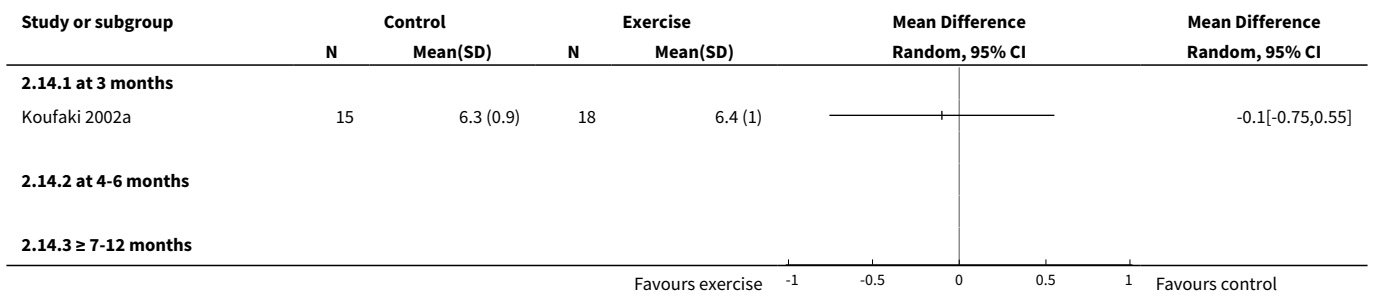 Study or subgroup Control Exercise Mean Difference Mean Difference
N Mean(SD) N Mean(SD) Random, 95% CI Random, 95% CI
2.14.1 at 3 months
Koufaki 2002a 15 6.3 (0.9) 18 6.4 (1) -0.1[-0.75,0.55]
2.14.2 at 4-6 months
2.14.3 ≥ 7-12 months
Favours exercise -1 -0.5 0 0.5 1 Favours control